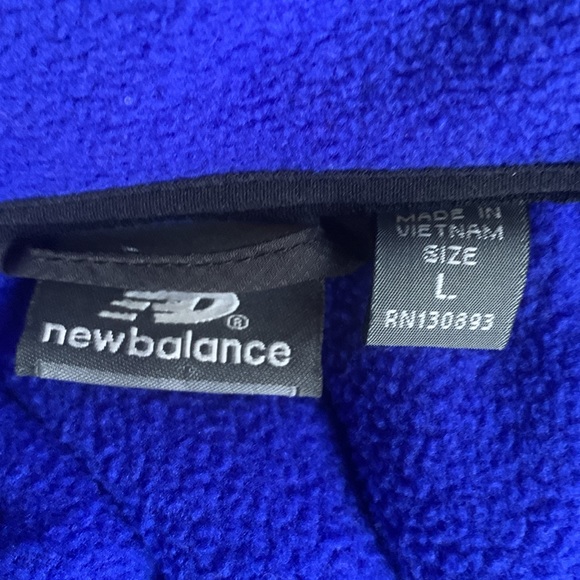 newbalance
MADE IN
VIETNAM
SIZE
L
RN130893